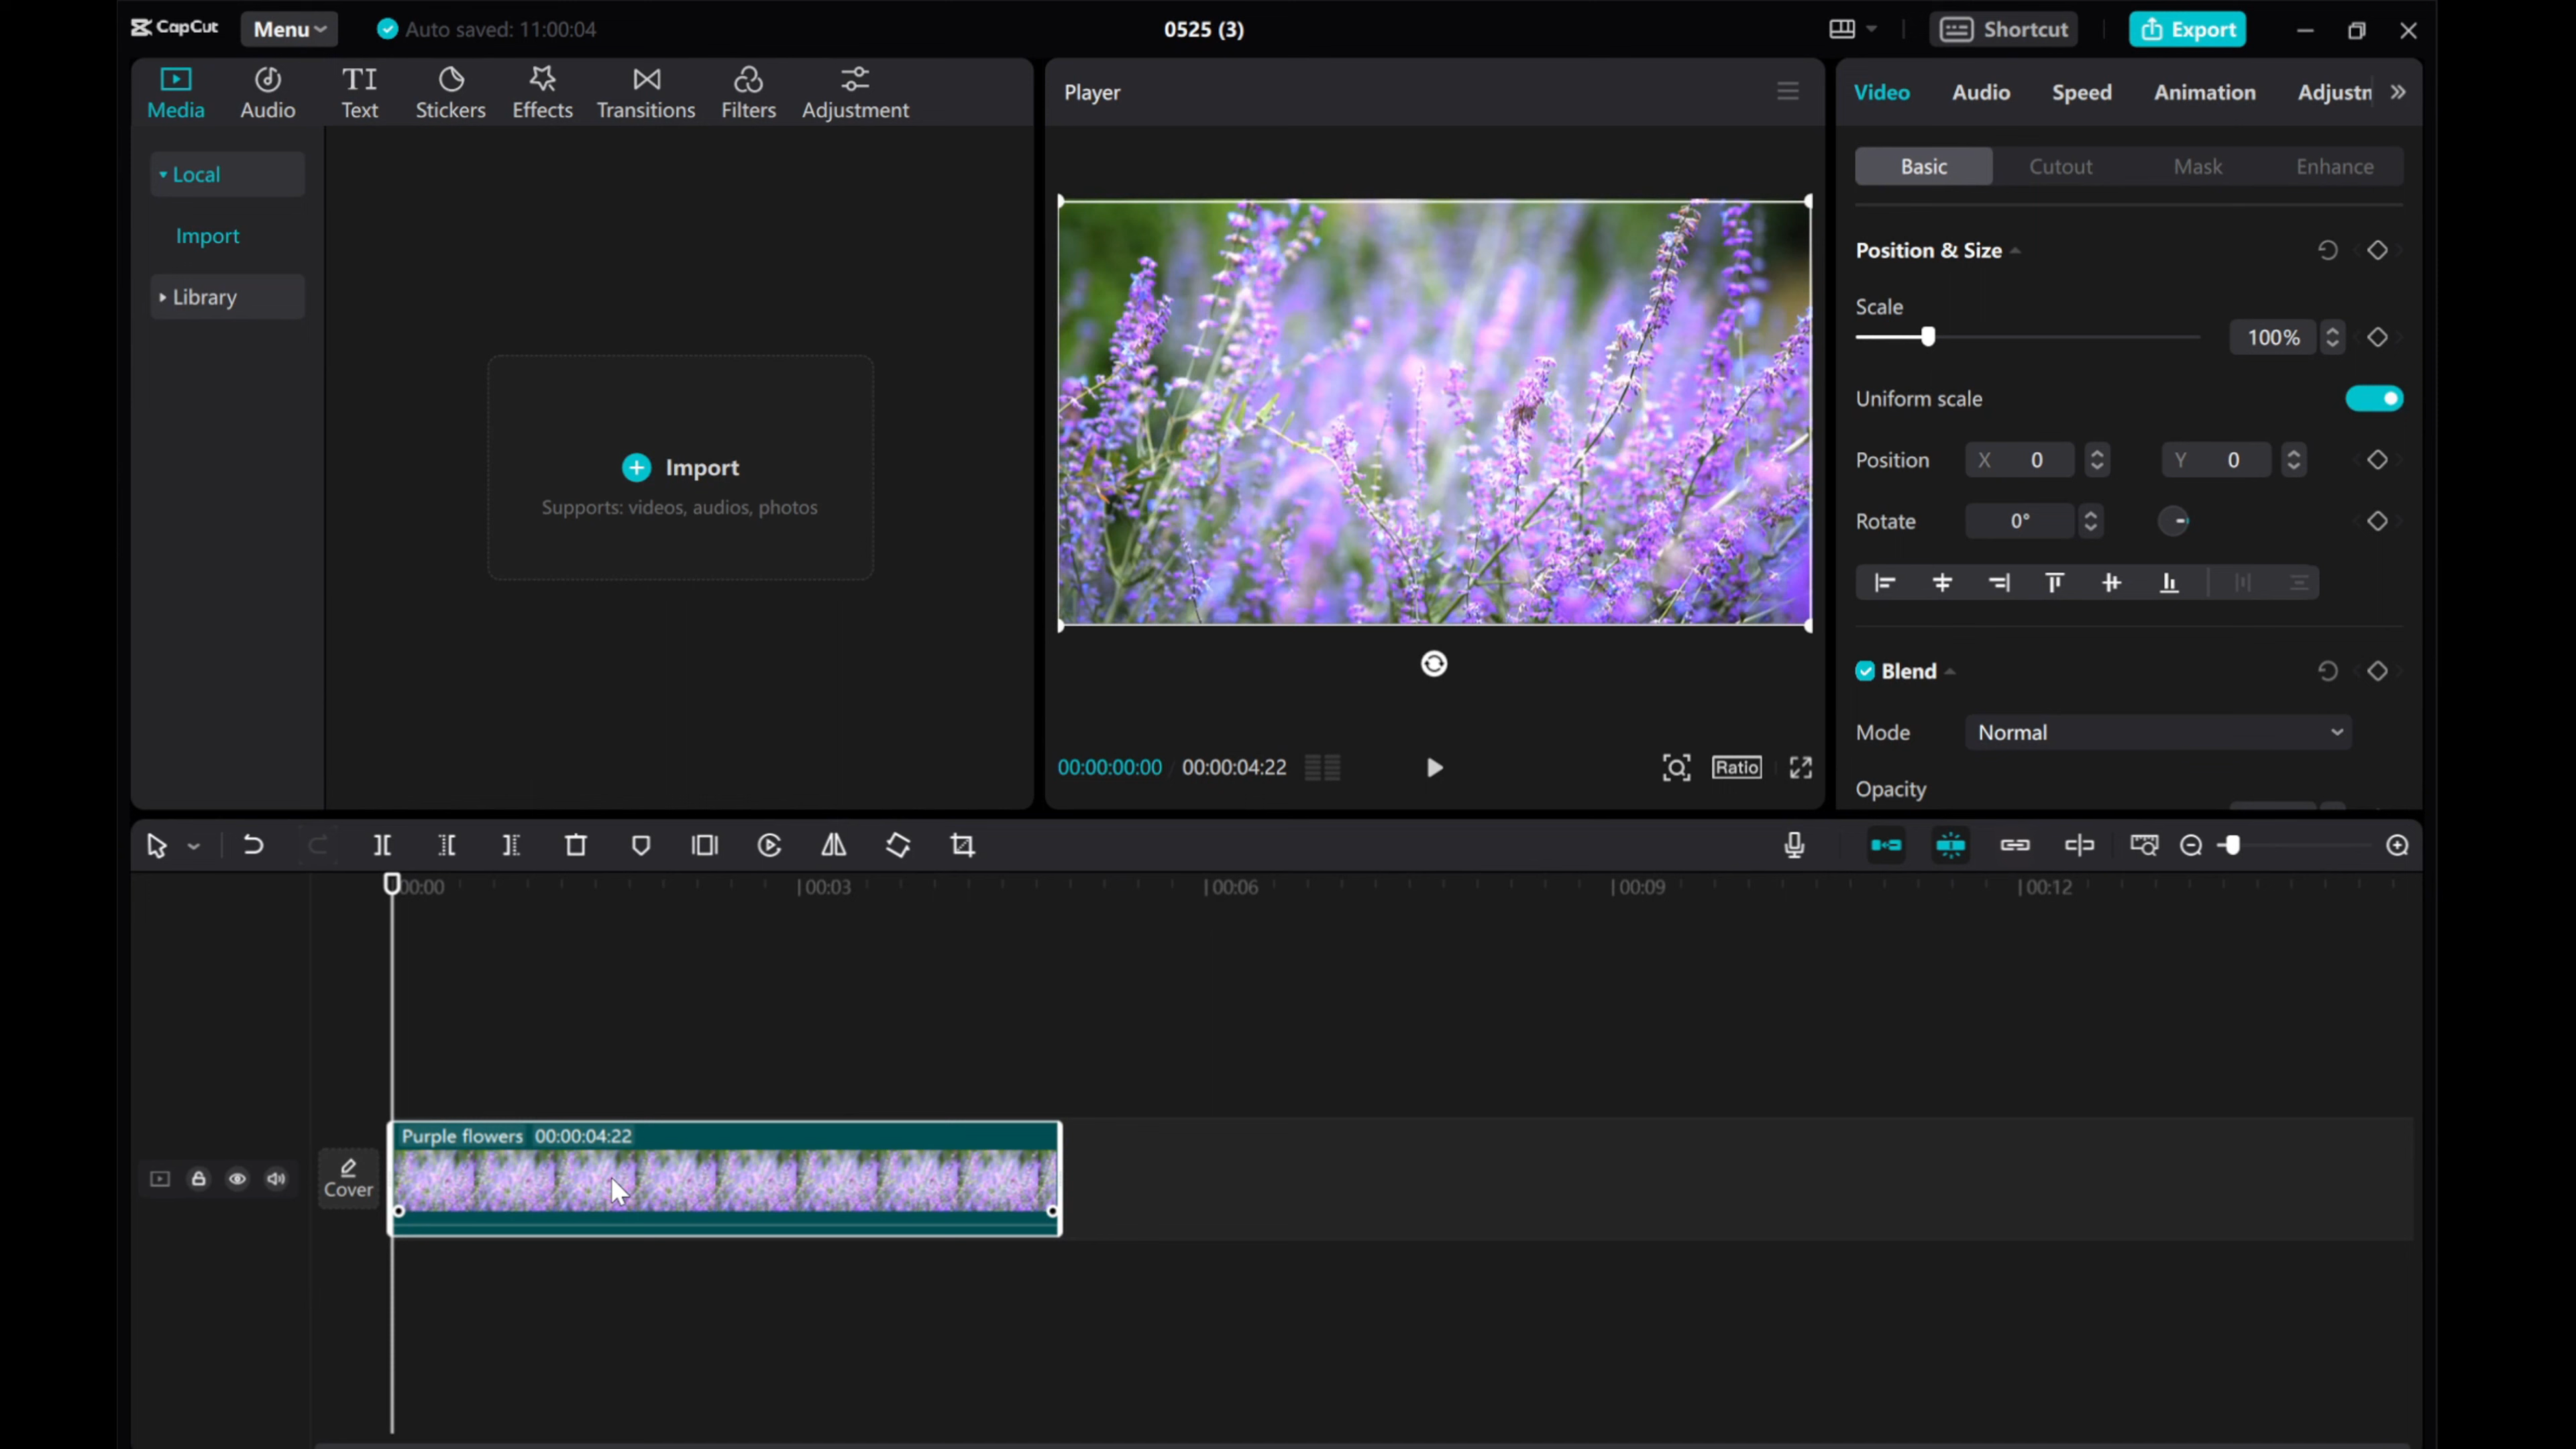 CapCut Menu Auto saved: 11:00:04 0525 (3) Shortcut Export
Media Audio Text Stickers Effects Transitions Filters Adjustment
Local
Import
Library
Import
Supports: videos, audios, photos
Player
00:00:00:00 / 00:00:04:22 Ratio
Video Audio Speed Animation Adjustn
Basic Cutout Mask Enhance
Position & Size
Scale
100%
Uniform scale
Position X 0 Y 0
Rotate 0°
Blend
Mode Normal
Opacity
00:00 00:03 00:06 00:09 00:12
Purple flowers 00:00:04:22
Cover